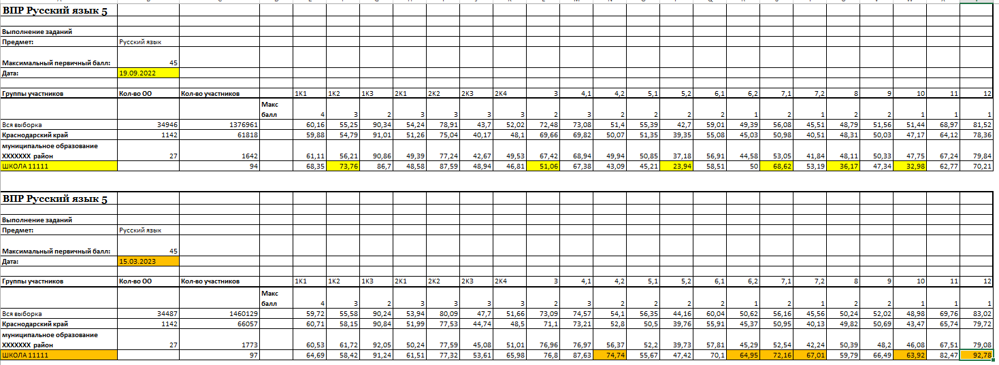 ВПР Русский язык 5
Выполнение заданий
Предмет: Русский язык
Максимальный первичный балл: 45
Дата: 19.09.2022
Группы участников Кол-во ОО Кол-во участников 1K1 1K2 1K3 2K1 2K2 2K3 2K4 3 4,1 4,2 5,1 5,2 6,1 6,2 7,1 7,2 8 9 10 11 12
Макс
балл 4 3 2 3 3 3 3 2 3 2 2 2 2 1 2 1 2 2 1 1 1
Вся выборка 34946 1376961 60,16 55,25 90,34 54,24 78,91 43,7 52,02 72,48 73,08 51,4 55,39 42,7 59,01 49,39 56,08 45,51 48,79 51,56 51,44 68,97 81,52
Краснодарский край 1142 61818 59,88 54,79 91,01 51,26 75,04 40,17 48,1 69,66 69,82 50,07 51,35 39,35 55,08 45,03 50,98 40,51 48,31 50,03 47,17 64,12 78,36
муниципальное образование
XXXXXXX район 27 1642 61,11 56,21 90,86 49,39 77,24 42,67 49,53 67,42 68,94 49,94 50,85 37,18 56,91 44,58 53,05 41,84 48,11 50,33 47,75 67,24 79,84
ШКОЛА 11111 94 68,35 73,76 86,7 48,58 87,59 48,94 46,81 51,06 67,38 43,09 45,21 23,94 58,51 50 68,62 53,19 36,17 47,34 32,98 62,77 70,21
ВПР Русский язык 5
Выполнение заданий
Предмет: Русский язык
Максимальный первичный балл: 45
Дата: 15.03.2023
Группы участников Кол-во ОО Кол-во участников 1K1 1K2 1K3 2K1 2K2 2K3 2K4 3 4,1 4,2 5,1 5,2 6,1 6,2 7,1 7,2 8 9 10 11 12
Макс
балл 4 3 2 3 3 3 3 2 3 2 2 2 2 1 2 1 2 2 1 1 1
Вся выборка 34487 1460129 59,72 55,58 90,24 53,94 80,09 47,7 51,66 73,09 74,57 54,1 56,35 44,16 60,04 50,62 56,16 45,56 50,24 52,02 48,98 69,76 83,02
Краснодарский край 1142 66057 60,71 58,15 90,84 51,99 77,53 44,74 48,5 71,1 73,21 52,8 50,5 39,76 55,91 45,37 50,95 40,13 49,82 50,69 43,47 65,74 79,72
муниципальное образование
XXXXXXX район 27 1773 60,53 61,72 92,05 50,24 77,59 45,08 51,01 76,96 76,97 56,37 52,2 39,73 57,81 45,29 52,54 42,24 50,39 48,2 46,08 67,51 79,08
ШКОЛА 11111 97 64,69 58,42 91,24 61,51 77,32 53,61 65,98 76,8 87,63 74,74 55,67 47,42 70,1 64,95 72,16 67,01 59,79 66,49 63,92 82,47 92,78